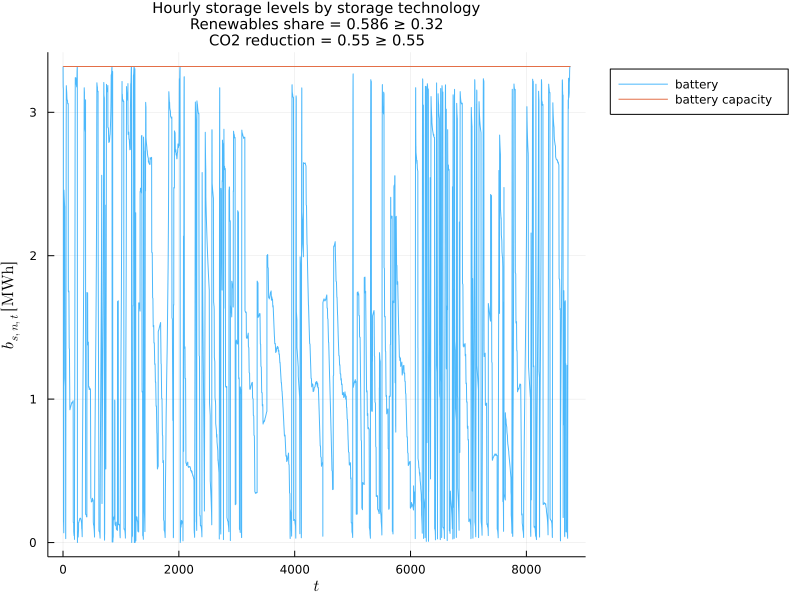 Hourly storage levels by storage technology
Renewables share = 0.586 ≥ 0.32
CO2 reduction = 0.55 ≥ 0.55
battery
battery capacity
3
2
1
0
b_{s, n, t} [MWh]
0 2000 4000 6000 8000
t